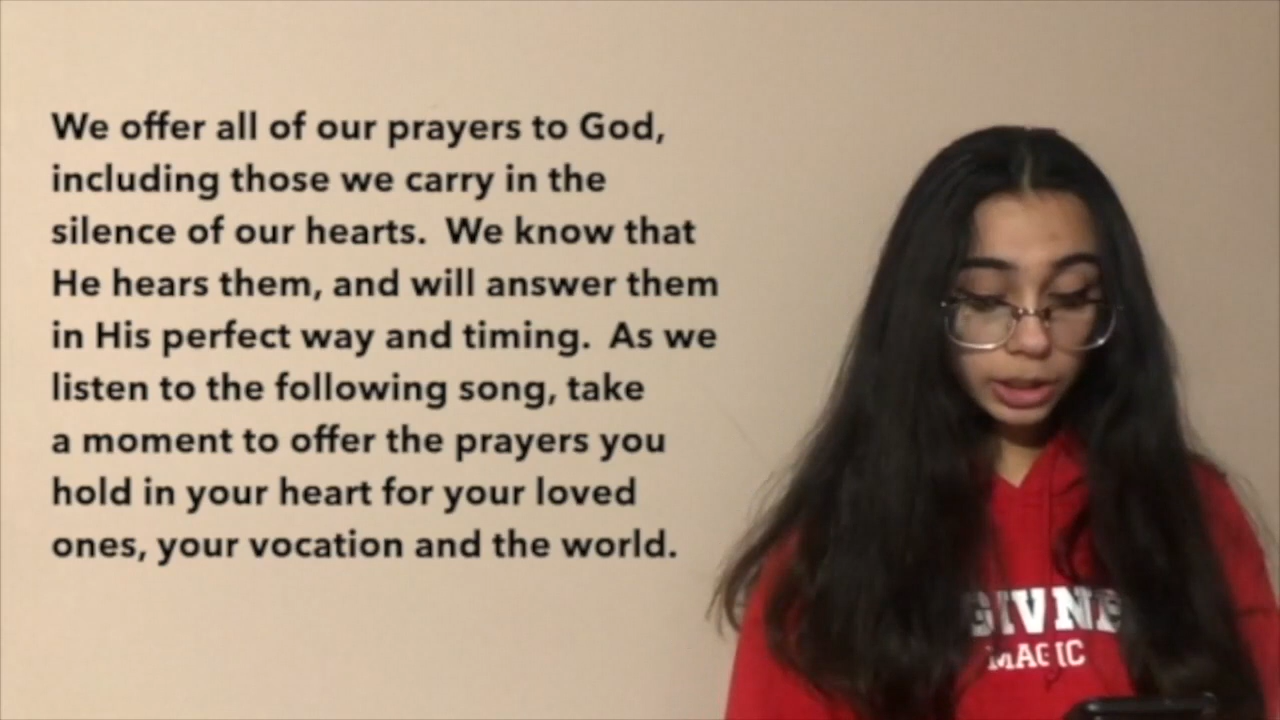 We offer all of our prayers to God,
including those we carry in the
silence of our hearts.  We know that
He hears them, and will answer them
in His perfect way and timing.  As we
listen to the following song, take
a moment to offer the prayers you
hold in your heart for your loved
ones, your vocation and the world.
MAGIC